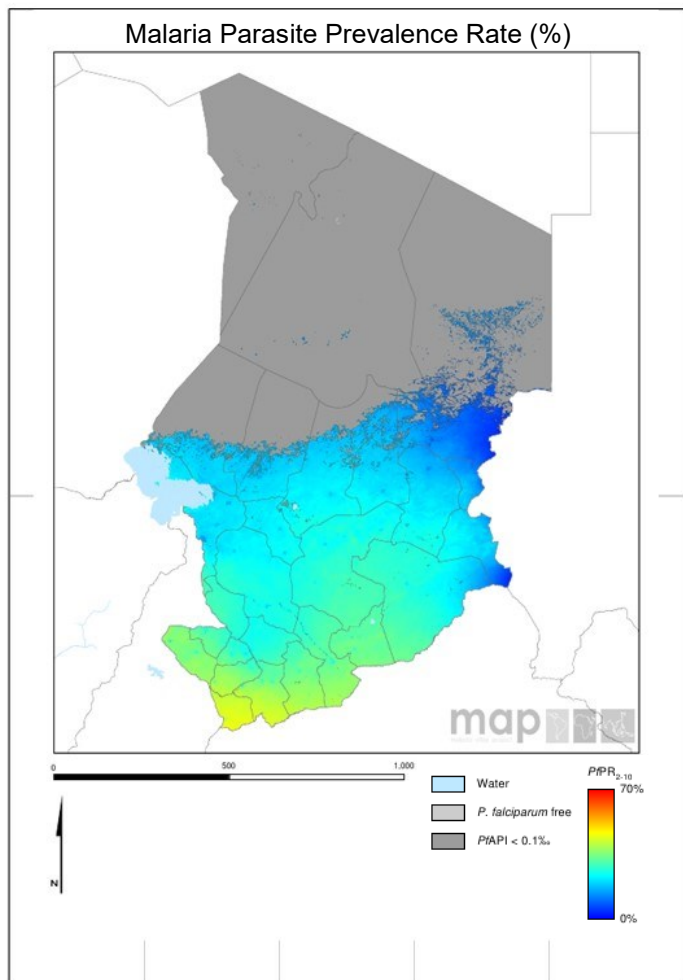 Malaria Parasite Prevalence Rate (%)
map
0 500 1,000
Water
P. falciparum free
PfAPI < 0.1‰
PfPR2-10
70%
0%
N